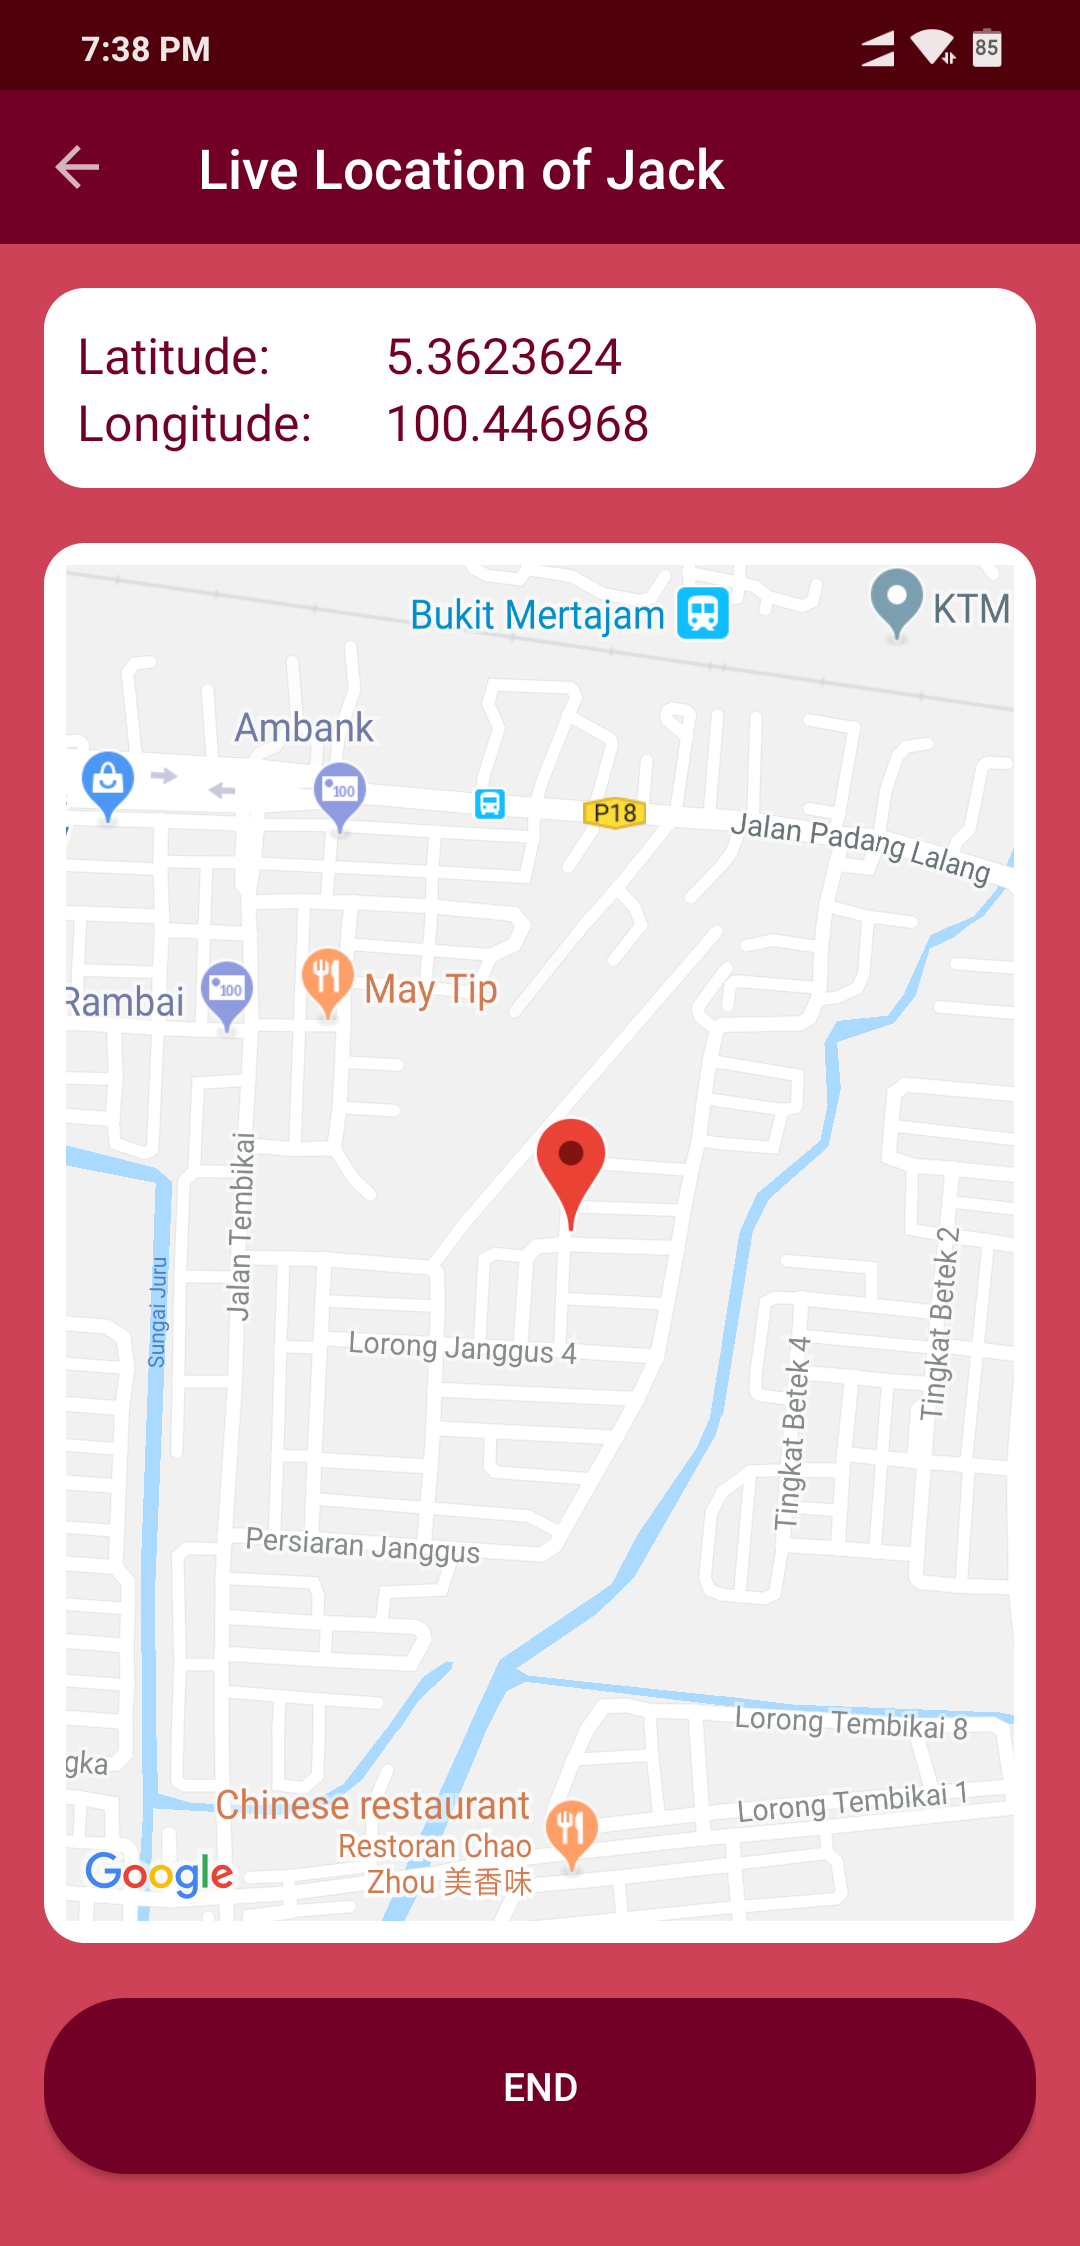 7:38 PM
85
Live Location of Jack
Latitude: 5.3623624
Longitude: 100.446968
Bukit Mertajam
KTM
Ambank
100
P18
Jalan Padang Lalang
Rambai
100
May Tip
Jalan Tembikai
Sungai Juru
Tingkat Betek 2
Lorong Janggus 4
Tingkat Betek 4
Persiaran Janggus
Lorong Tembikai 8
gka
Lorong Tembikai 1
Chinese restaurant
Restoran Chao
Zhou 美香味
Google
END